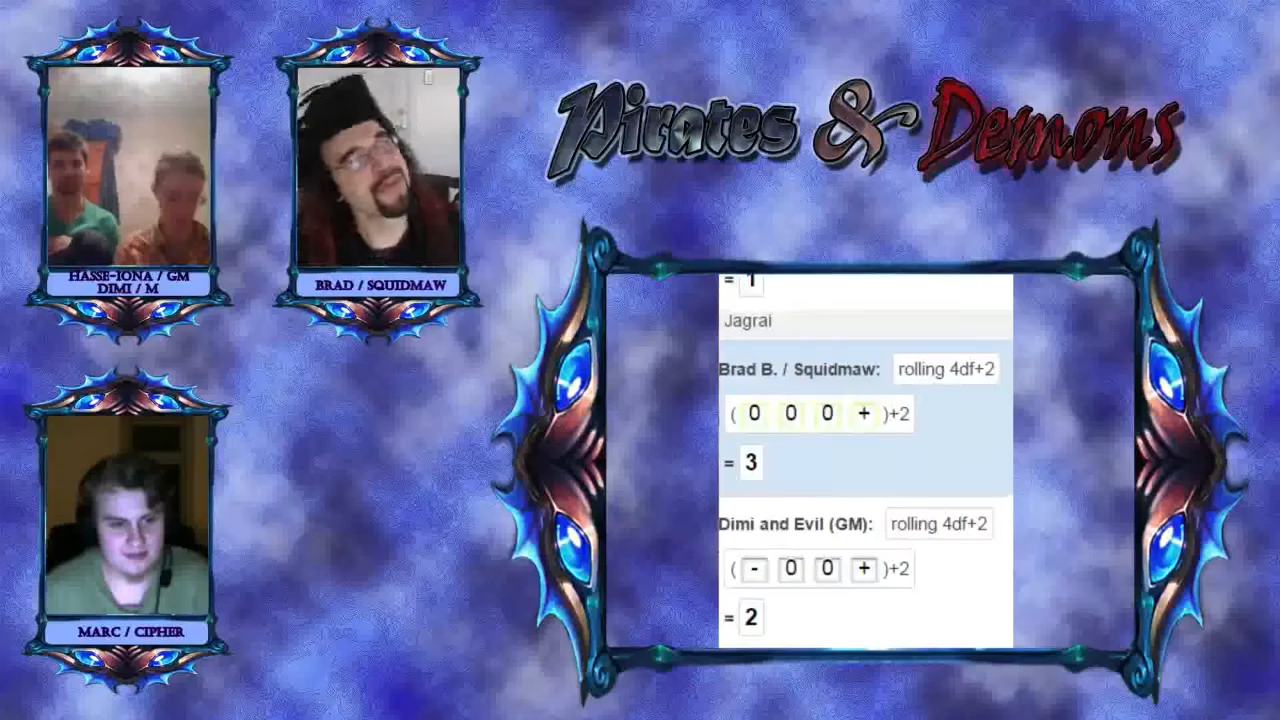 Pirates & Demons
HASSE-IONA / GM
DIMI / M
BRAD / SQUIDMAW
MARC / CIPHER
= 1
Jagrai
Brad B. / Squidmaw: rolling 4df+2
( 0 0 0 + )+2
= 3
Dimi and Evil (GM): rolling 4df+2
( - 0 0 + )+2
= 2